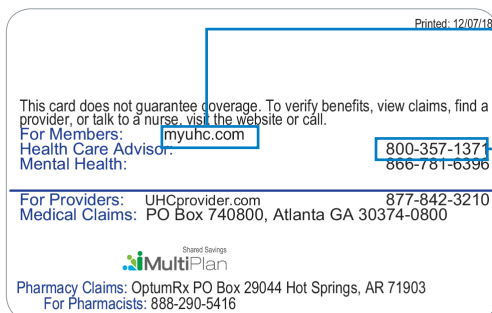 Printed: 12/07/18
This card does not guarantee coverage. To verify benefits, view claims, find a
provider, or talk to a nurse, visit the website or call.
For Members: myuhc.com
Health Care Advisor: 800-357-1371
Mental Health: 866-781-6396
For Providers: UHCprovider.com 877-842-3210
Medical Claims: PO Box 740800, Atlanta GA 30374-0800
Shared Savings
MultiPlan
Pharmacy Claims: OptumRx PO Box 29044 Hot Springs, AR 71903
For Pharmacists: 888-290-5416